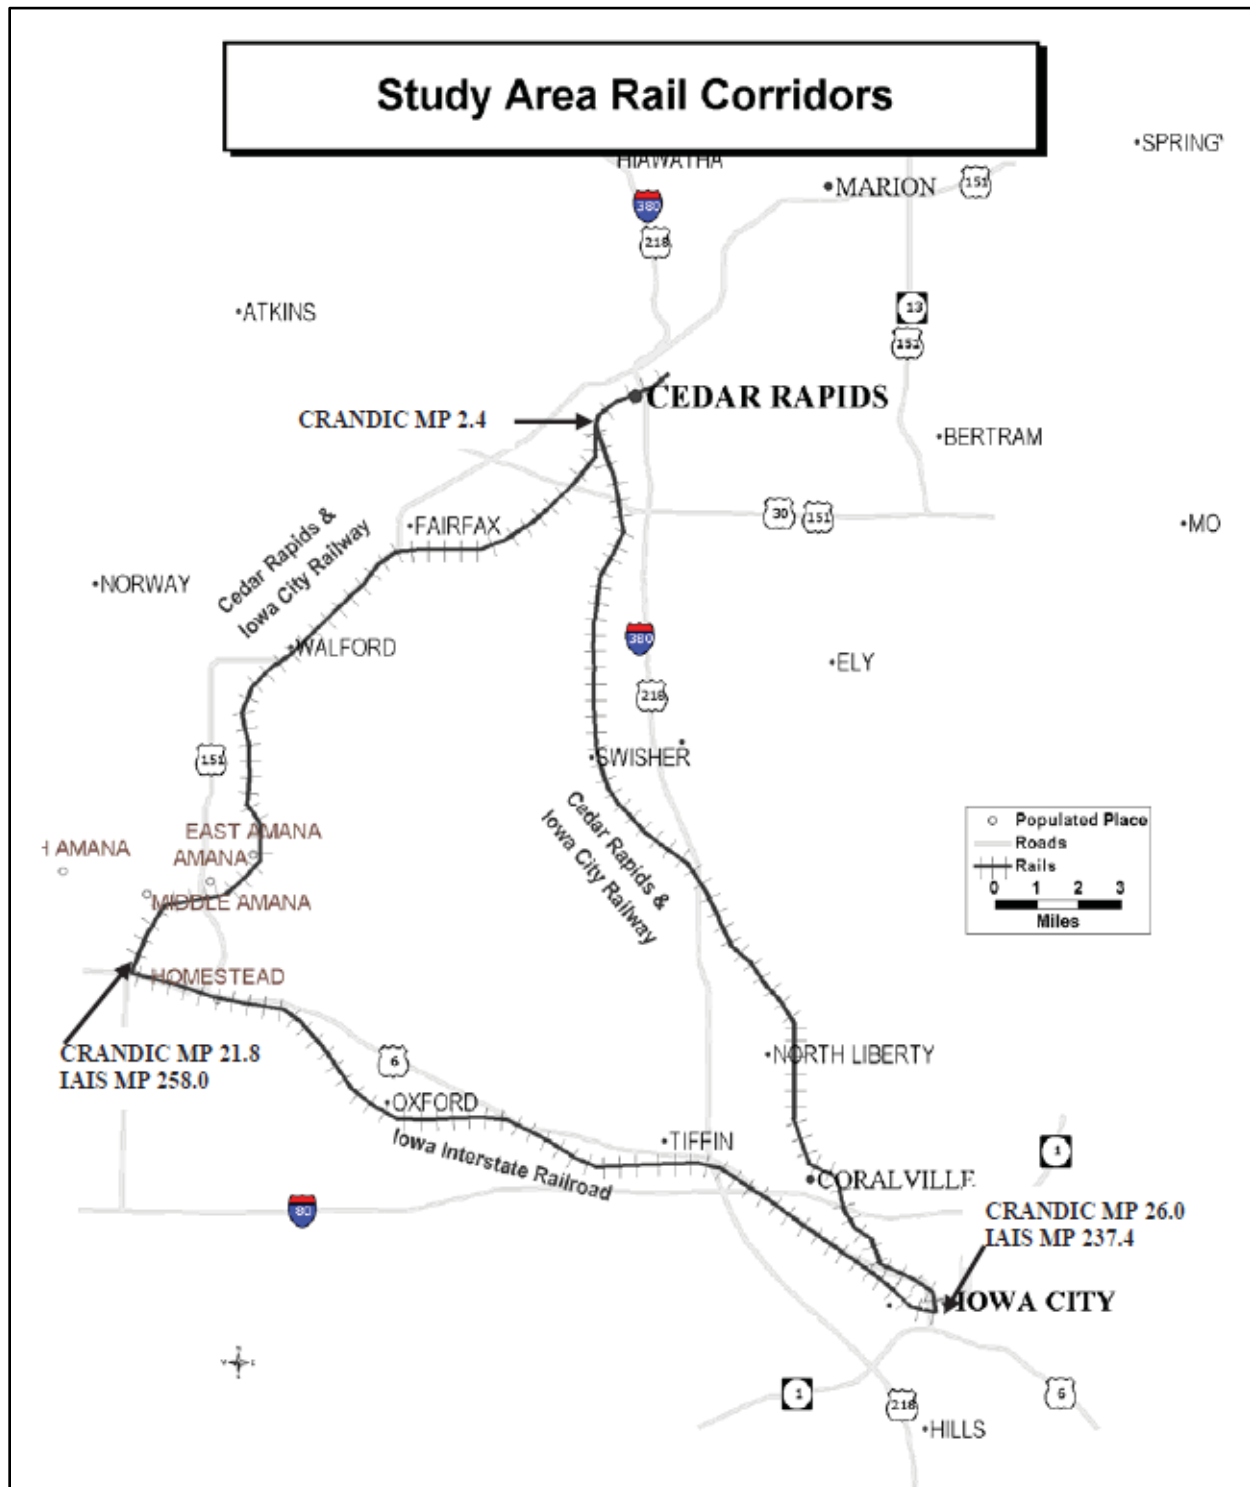 Study Area Rail Corridors
SPRING
HIAWATHA
MARION
151
380
218
ATKINS
13
151
CEDAR RAPIDS
CRANDIC MP 2.4
BERTRAM
30
151
FAIRFAX
MO
Cedar Rapids &
Iowa City Railway
NORWAY
380
WALFORD
ELY
218
151
SWISHER
Cedar Rapids &
Iowa City Railway
Populated Place
Roads
Rails
0 1 2 3
Miles
EAST AMANA
H AMANA
AMANA
MIDDLE AMANA
HOMESTEAD
CRANDIC MP 21.8
IAIS MP 258.0
6
NORTH LIBERTY
OXFORD
TIFFIN
Iowa Interstate Railroad
1
CORALVILLE
80
CRANDIC MP 26.0
IAIS MP 237.4
IOWA CITY
1
218
6
HILLS